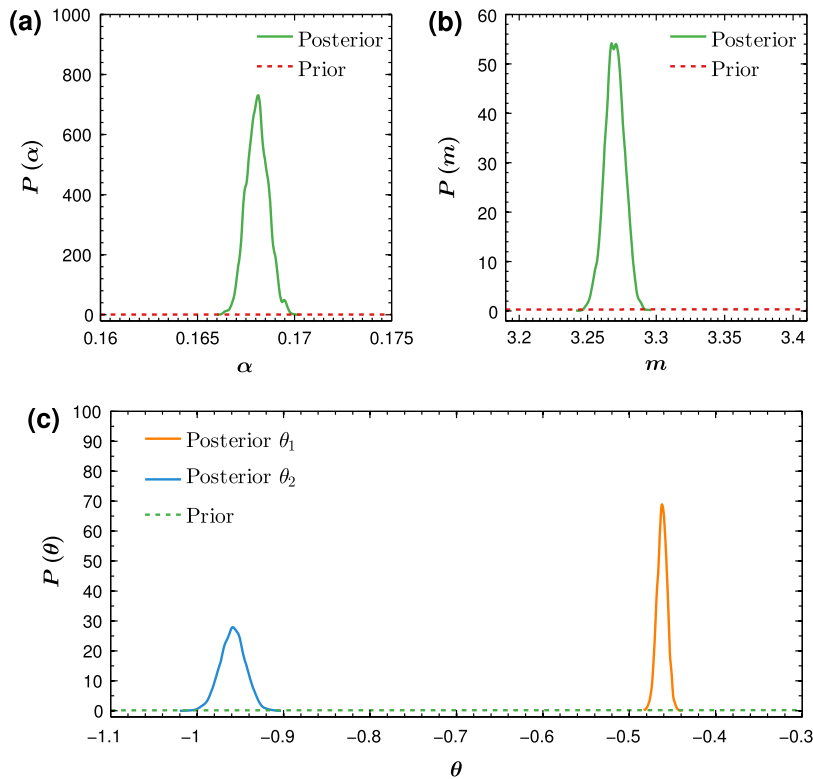 (a)
1000
800
600
400
200
0
P (α)
Posterior
Prior
0.16 0.165 0.17 0.175
α
(b)
60
50
40
30
20
10
0
P (m)
Posterior
Prior
3.2 3.25 3.3 3.35 3.4
m
(c)
100
90
80
70
60
50
40
30
20
10
0
P (θ)
Posterior θ₁
Posterior θ₂
Prior
−1.1 −1 −0.9 −0.8 −0.7 −0.6 −0.5 −0.4 −0.3
θ